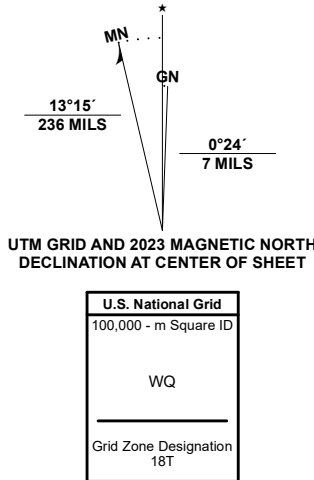 ★
MN
GN
13°15´
236 MILS
0°24´
7 MILS
UTM GRID AND 2023 MAGNETIC NORTH
DECLINATION AT CENTER OF SHEET
U.S. National Grid
100,000 - m Square ID
WQ
Grid Zone Designation
18T